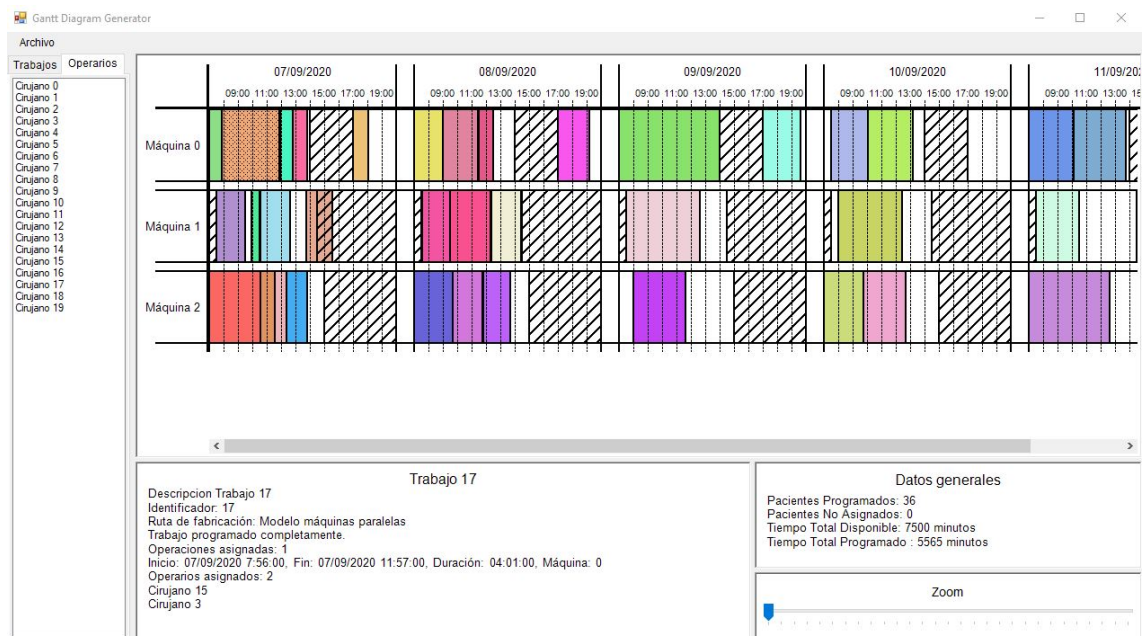 Gantt Diagram Generator
Archivo
Trabajos Operarios
Cirujano 0
Cirujano 1
Cirujano 2
Cirujano 3
Cirujano 4
Cirujano 5
Cirujano 6
Cirujano 7
Cirujano 8
Cirujano 9
Cirujano 10
Cirujano 11
Cirujano 12
Cirujano 13
Cirujano 14
Cirujano 15
Cirujano 16
Cirujano 17
Cirujano 18
Cirujano 19
07/09/2020 08/09/2020 09/09/2020 10/09/2020 11/09/202
09:00 11:00 13:00 15:00 17:00 19:00 09:00 11:00 13:00 15:00 17:00 19:00 09:00 11:00 13:00 15:00 17:00 19:00 09:00 11:00 13:00 15:00 17:00 19:00 09:00 11:00 13:00 15
Máquina 0
Máquina 1
Máquina 2
Trabajo 17
Descripcion Trabajo 17
Identificador: 17
Ruta de fabricación: Modelo máquinas paralelas
Trabajo programado completamente.
Operaciones asignadas: 1
Inicio: 07/09/2020 7:56:00, Fin: 07/09/2020 11:57:00, Duración: 04:01:00, Máquina: 0
Operarios asignados: 2
Cirujano 15
Cirujano 3
Datos generales
Pacientes Programados: 36
Pacientes No Asignados: 0
Tiempo Total Disponible: 7500 minutos
Tiempo Total Programado : 5565 minutos
Zoom